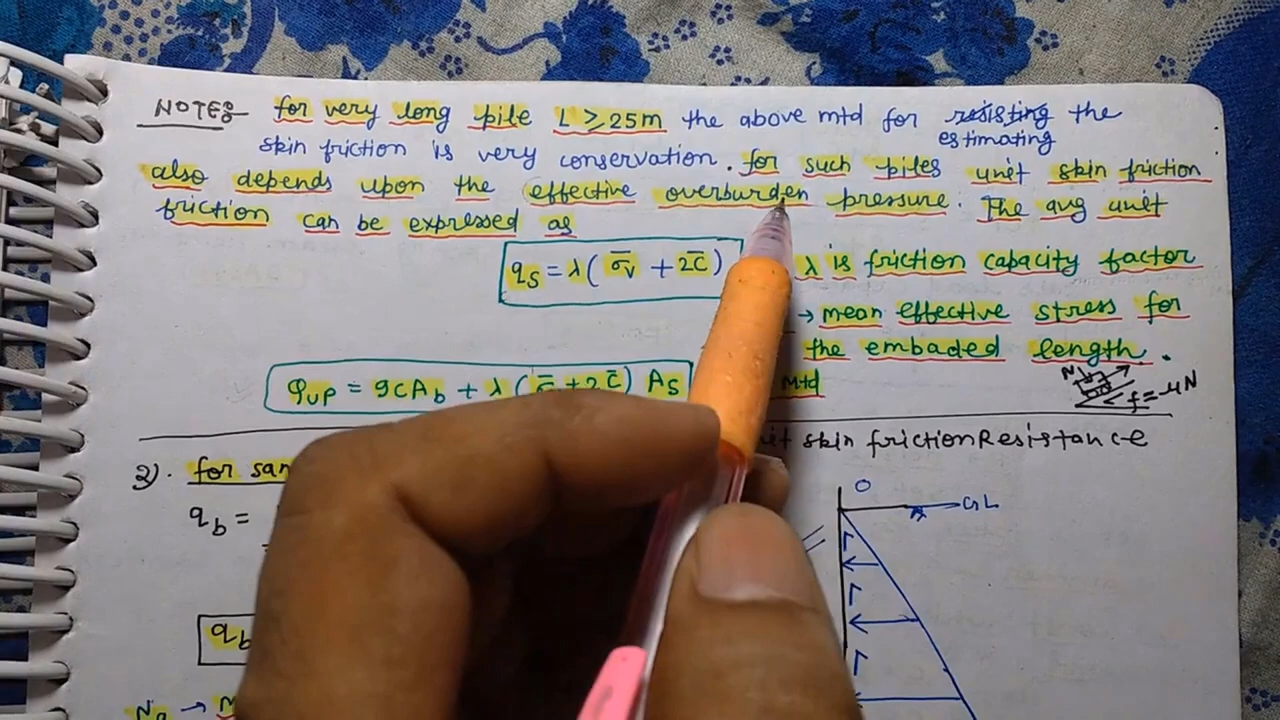 NOTE:- for very long pile L ≥ 25m the above mtd for resisting the
estimating
skin friction is very conservation. for such piles unit skin friction
also depends upon the effective overburden pressure. The avg unit
friction can be expressed as
qs = λ( σ̅v + 2c̅ ) λ is friction capacity factor
→ mean effective stress for
the embaded length.
QUP = 9CAb + λ ( + 2c̅ ) As Mtd
N f = μN
skin friction Resistance
2). for san
qb =
O GL
qb
Nq →